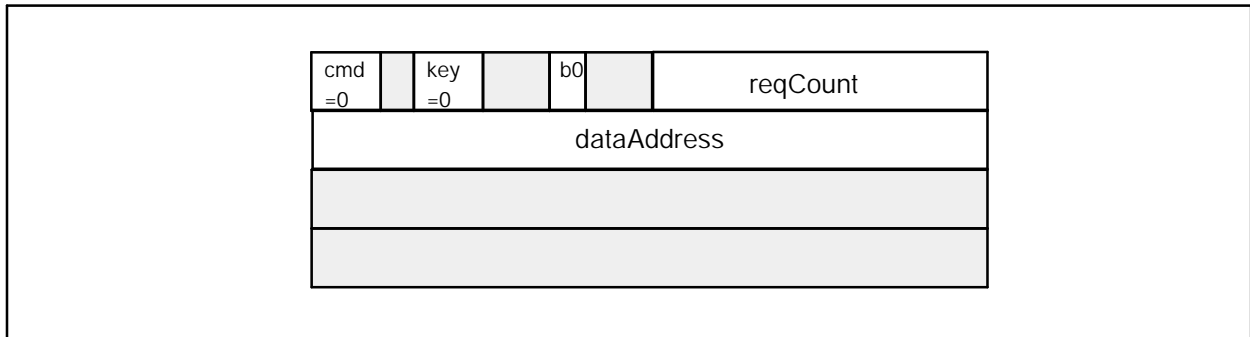 cmd
=0
key
=0
b0
reqCount
dataAddress